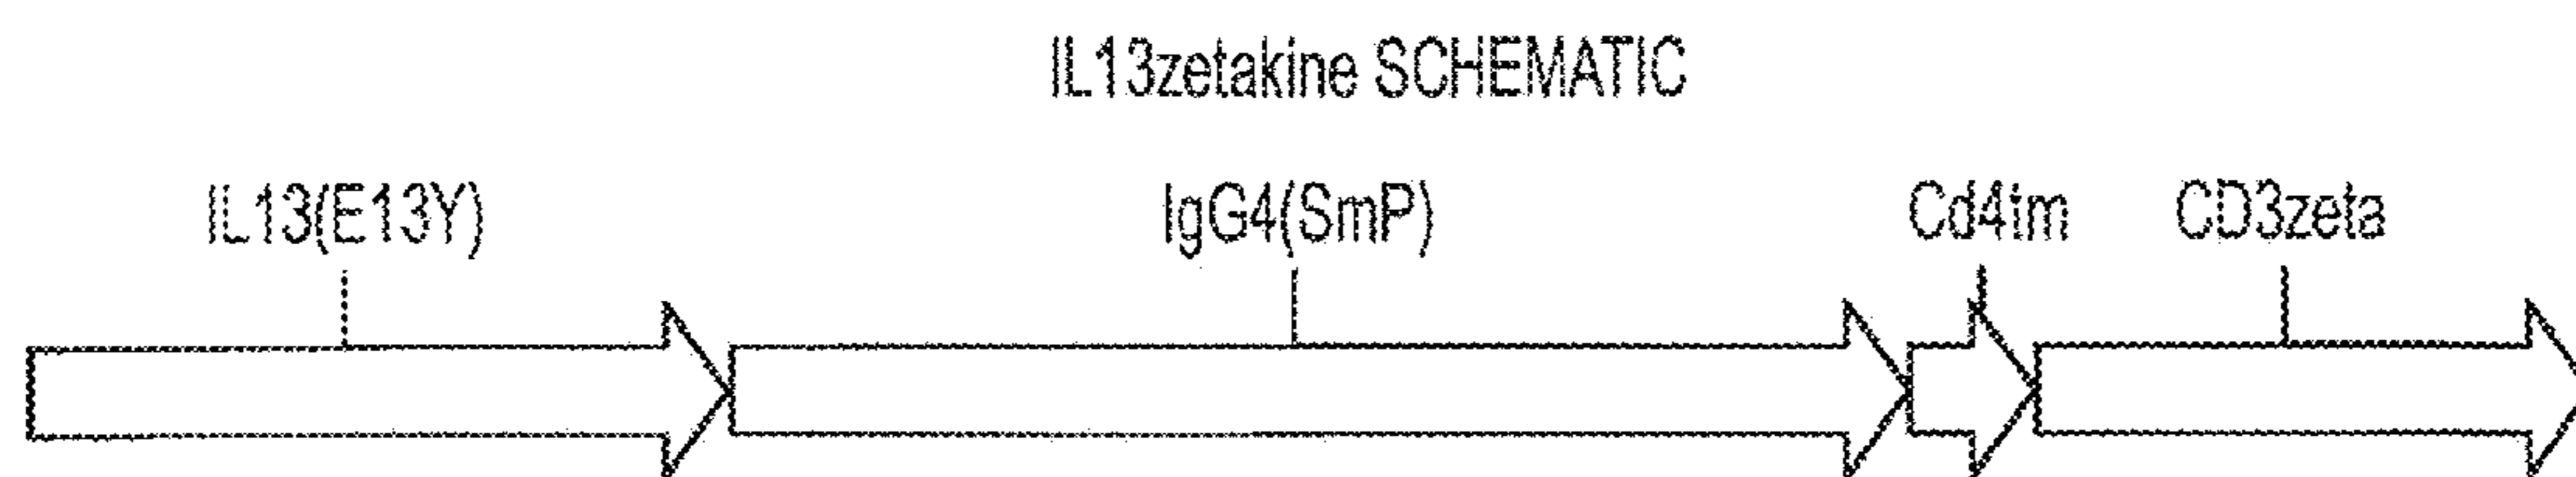 IL13zetakine SCHEMATIC
IL13(E13Y) IgG4(SmP) Cd4tm CD3zeta